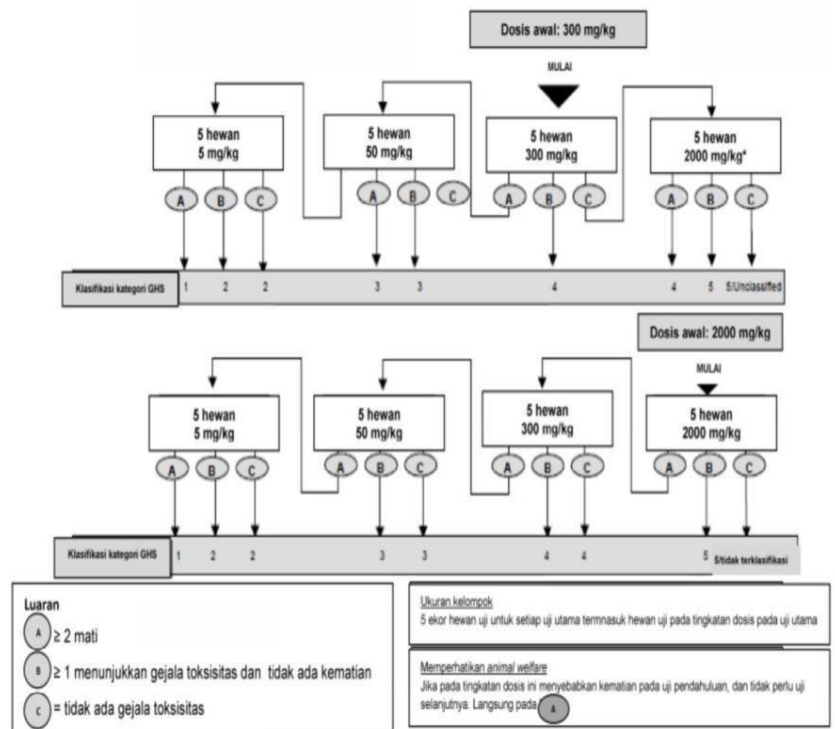 Dosis awal: 300 mg/kg
MULAI
5 hewan
5 mg/kg
5 hewan
50 mg/kg
5 hewan
300 mg/kg
5 hewan
2000 mg/kg*
A B C A B C A B C A B C
Klasifikasi kategori GHS 1 2 2 3 3 4 4 5 5/Unclassified
Dosis awal: 2000 mg/kg
MULAI
5 hewan
5 mg/kg
5 hewan
50 mg/kg
5 hewan
300 mg/kg
5 hewan
2000 mg/kg
A B C A B C A B C A B C
Klasifikasi kategori GHS 1 2 2 3 3 4 4 5 5/tidak terklasifikasi
Luaran
A ≥ 2 mati
B ≥ 1 menunjukkan gejala toksisitas dan tidak ada kematian
C = tidak ada gejala toksisitas
Ukuran kelompok
5 ekor hewan uji untuk setiap uji utama termnasuk hewan uji pada tingkatan dosis pada uji utama
Memperhatikan animal welfare
Jika pada tingkatan dosis ini menyebabkan kematian pada uji pendahuluan, dan tidak perlu uji
selanjutnya. Langsung pada A